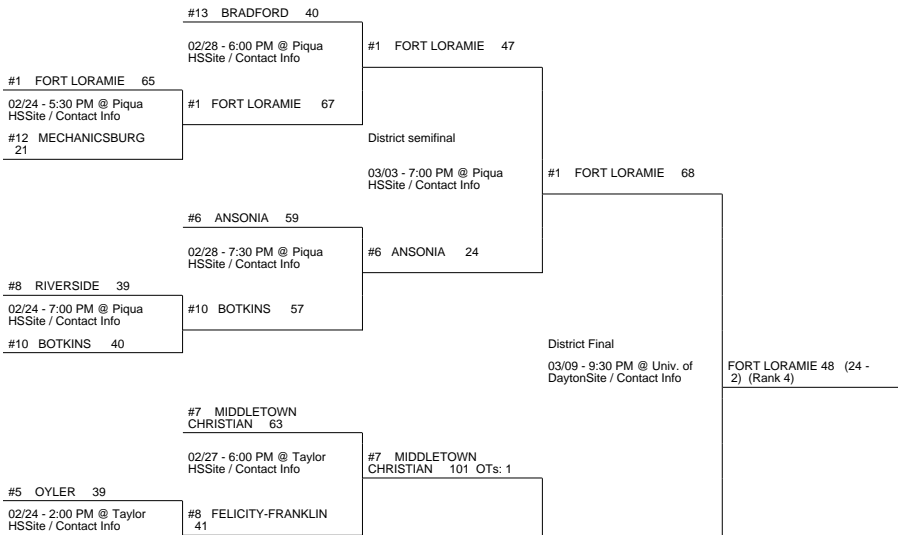 #13 BRADFORD 40
02/28 - 6:00 PM @ Piqua
HSSite / Contact Info
#1 FORT LORAMIE 47
#1 FORT LORAMIE 65
02/24 - 5:30 PM @ Piqua
HSSite / Contact Info
#1 FORT LORAMIE 67
#12 MECHANICSBURG
21
District semifinal
03/03 - 7:00 PM @ Piqua
HSSite / Contact Info
#1 FORT LORAMIE 68
#6 ANSONIA 59
02/28 - 7:30 PM @ Piqua
HSSite / Contact Info
#6 ANSONIA 24
#8 RIVERSIDE 39
02/24 - 7:00 PM @ Piqua
HSSite / Contact Info
#10 BOTKINS 57
#10 BOTKINS 40
District Final
03/09 - 9:30 PM @ Univ. of
DaytonSite / Contact Info
FORT LORAMIE 48 (24 -
2) (Rank 4)
#7 MIDDLETOWN
CHRISTIAN 63
02/27 - 6:00 PM @ Taylor
HSSite / Contact Info
#7 MIDDLETOWN
CHRISTIAN 101 OTs: 1
#5 OYLER 39
02/24 - 2:00 PM @ Taylor
HSSite / Contact Info
#8 FELICITY-FRANKLIN
41